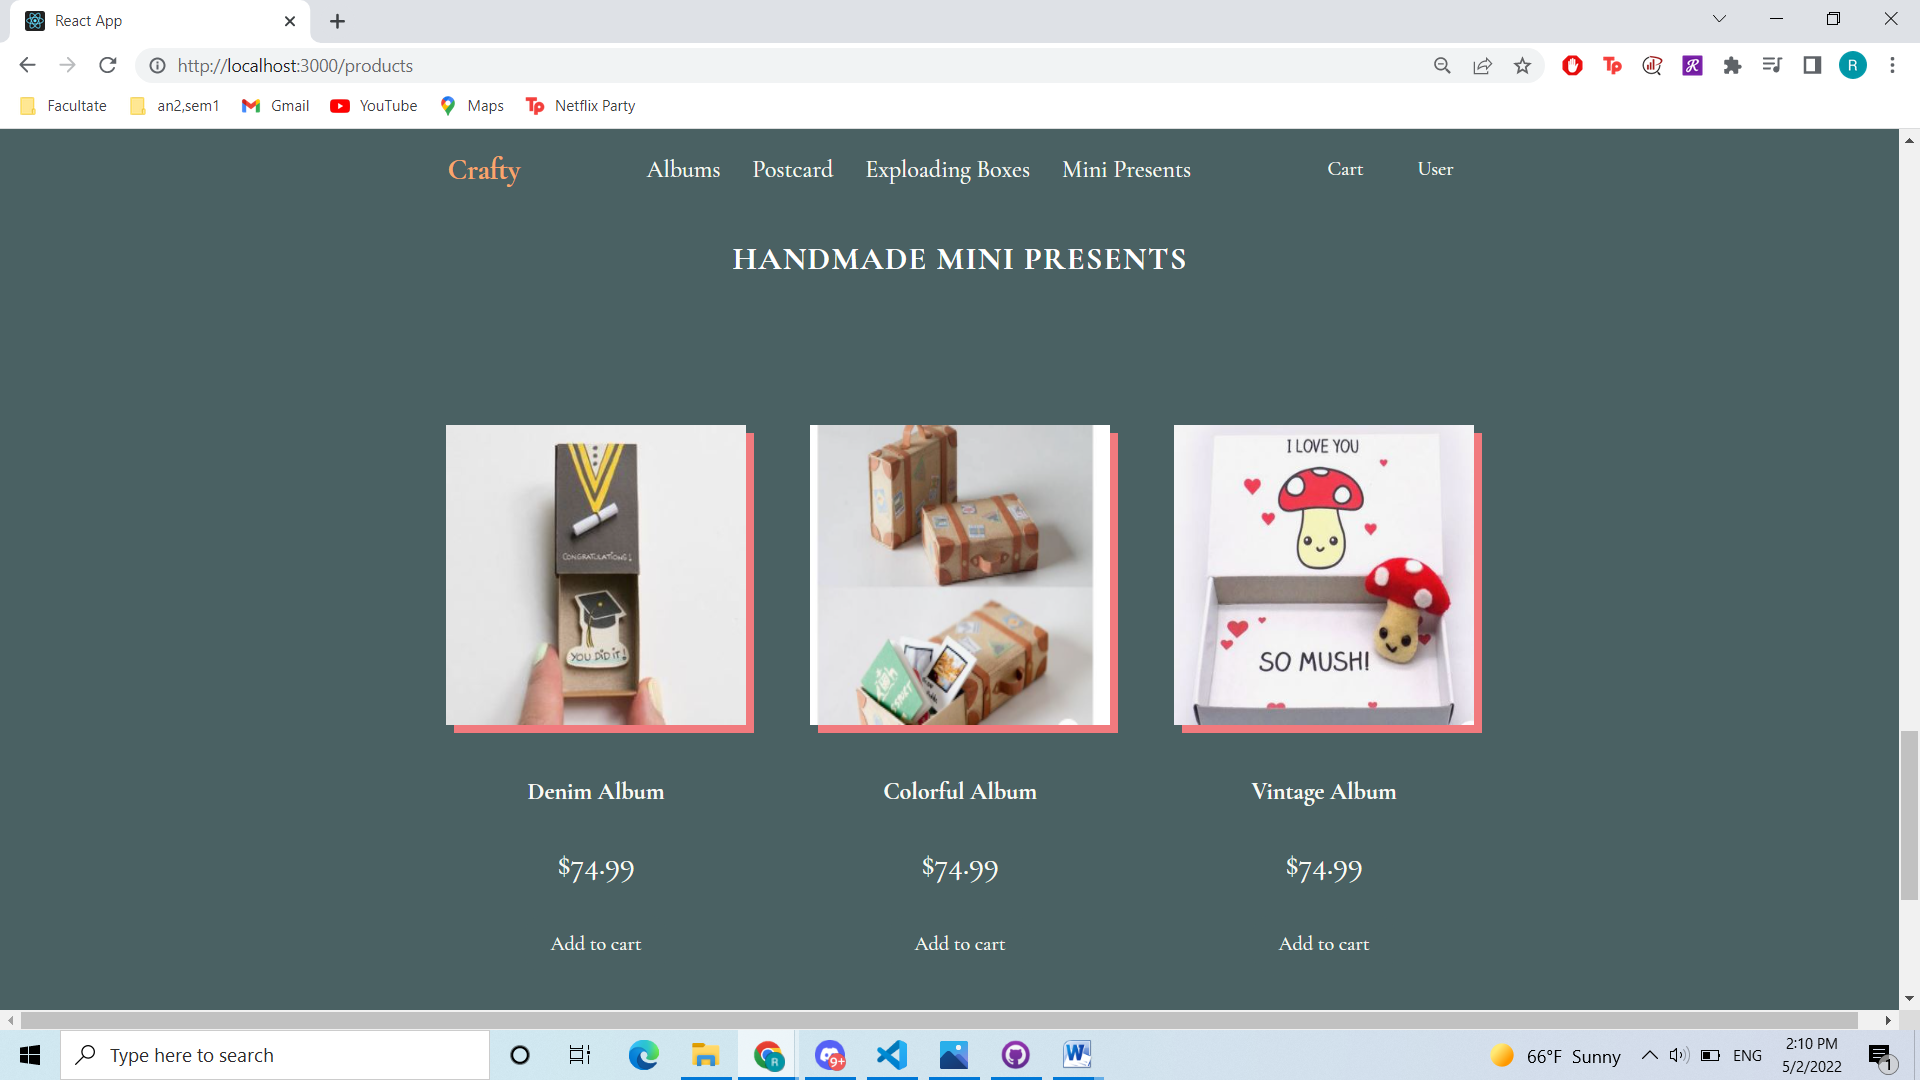 React App
http://localhost:3000/products
R
Facultate
an2,sem1
Gmail
YouTube
Maps
Netflix Party
Crafty
Albums
Postcard
Exploading Boxes
Mini Presents
Cart
User
HANDMADE MINI PRESENTS
CONGRATULATIONS!
YOU DID IT!
I LOVE YOU
SO MUSH!
Denim Album
Colorful Album
Vintage Album
$74.99
$74.99
$74.99
Add to cart
Add to cart
Add to cart
Type here to search
R
9+
66°F Sunny
ENG
2:10 PM
5/2/2022
1